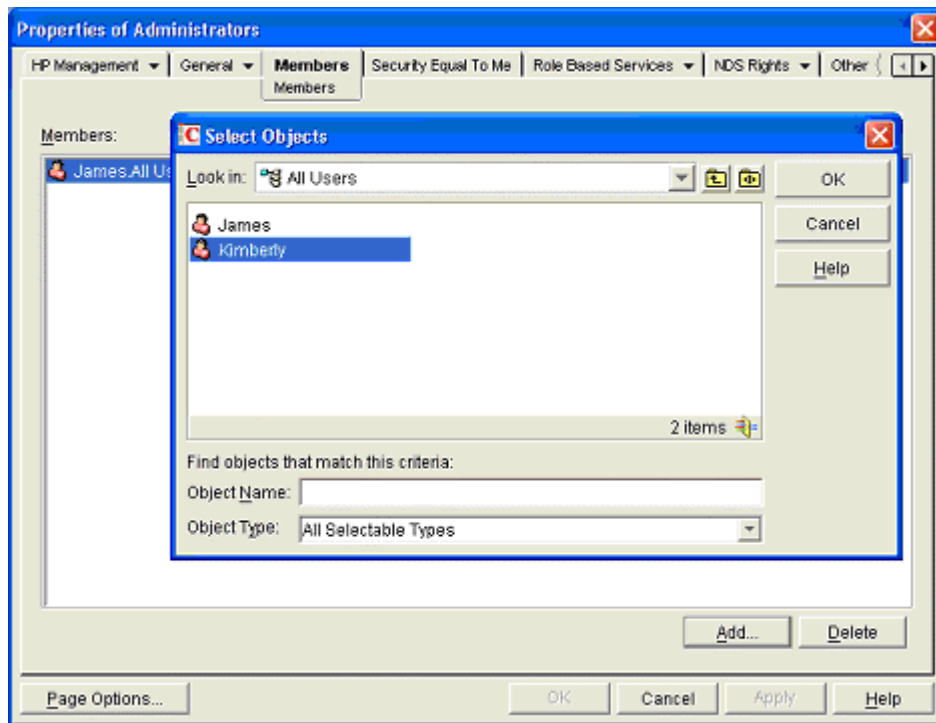 Properties of Administrators
HP Management General Members Security Equal To Me Role Based Services NDS Rights Other
Members
Members:
James.All Us
Select Objects
Look in: All Users
OK
James
Cancel
Kimberly
Help
2 items
Find objects that match this criteria:
Object Name:
Object Type: All Selectable Types
Add... Delete
Page Options... OK Cancel Apply Help